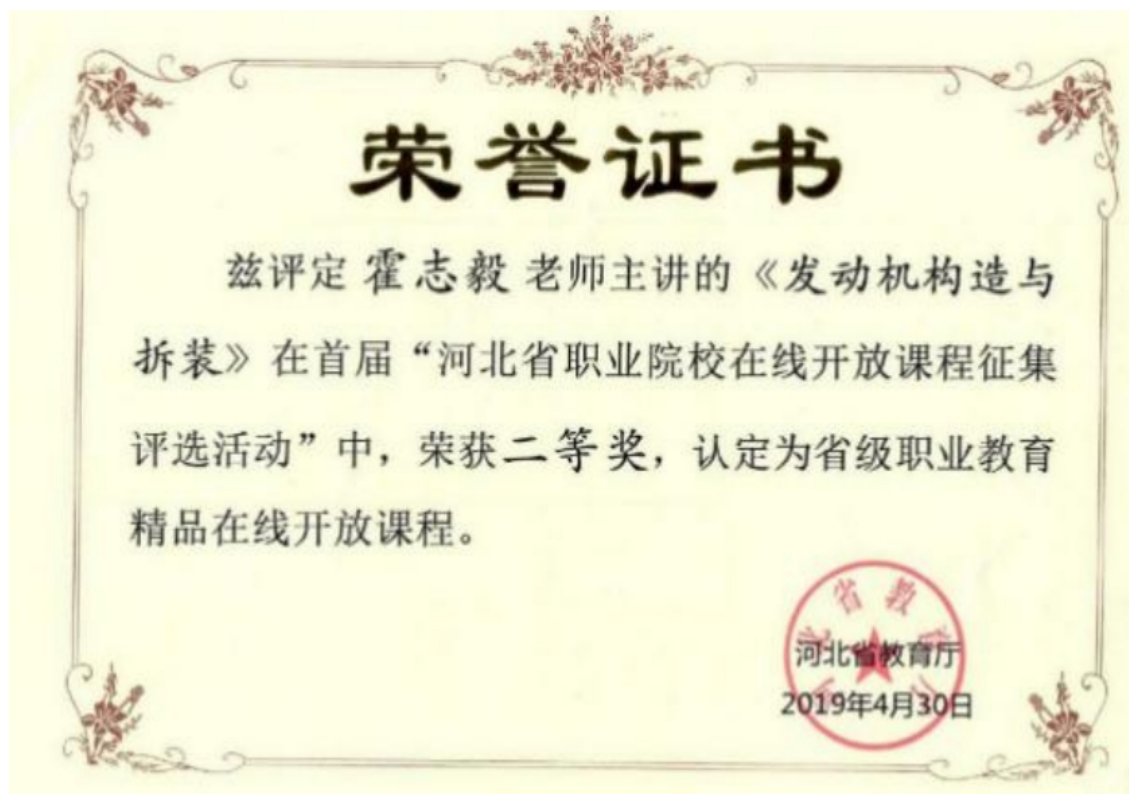 荣誉证书
兹评定 霍志毅 老师主讲的《发动机构造与
拆装》在首届“河北省职业院校在线开放课程征集
评选活动”中，荣获二等奖，认定为省级职业教育
精品在线开放课程。
河北省教育厅
2019年4月30日